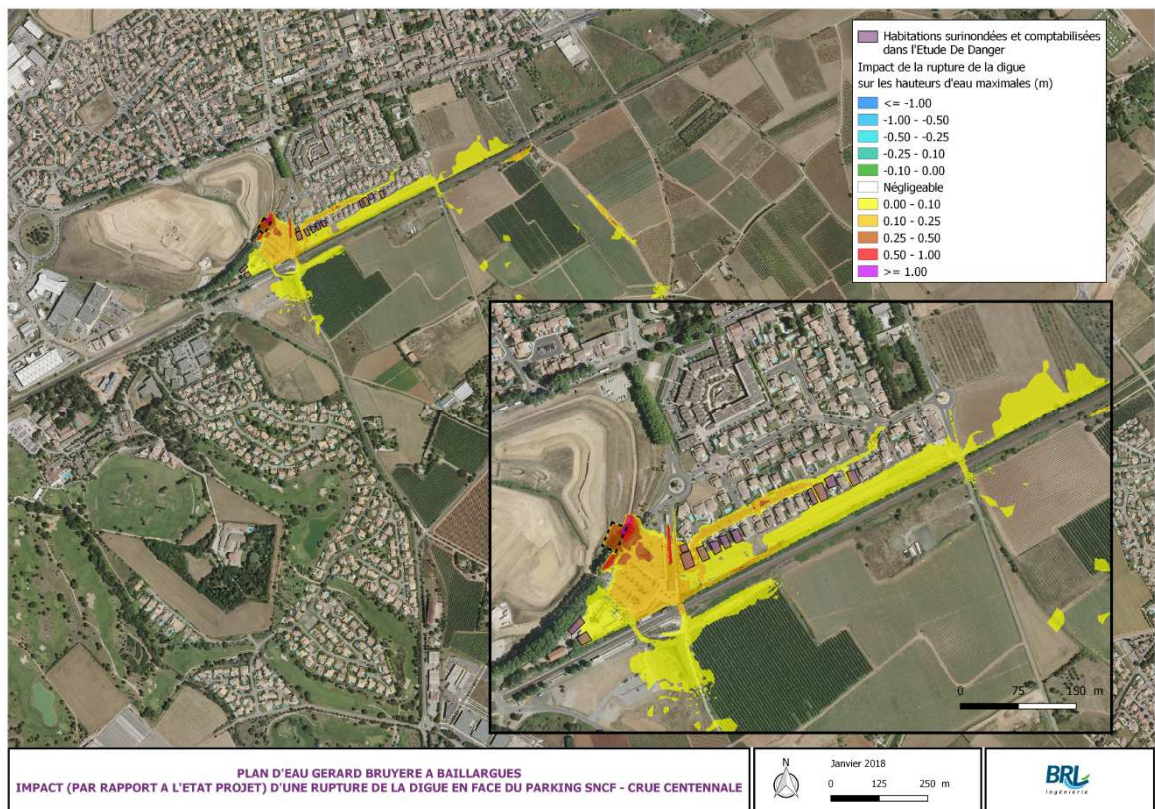 Habitations surinondées et comptabilisées
dans l'Etude De Danger
Impact de la rupture de la digue
sur les hauteurs d'eau maximales (m)
<= -1.00
-1.00 - -0.50
-0.50 - -0.25
-0.25 - -0.10
-0.10 - 0.00
Négligeable
0.00 - 0.10
0.10 - 0.25
0.25 - 0.50
0.50 - 1.00
>= 1.00
0 75 150 m
PLAN D'EAU GERARD BRUYERE A BAILLARGUES
IMPACT (PAR RAPPORT A L'ETAT PROJET) D'UNE RUPTURE DE LA DIGUE EN FACE DU PARKING SNCF - CRUE CENTENNALE
N
Janvier 2018
0 125 250 m
BRL
Ingénierie